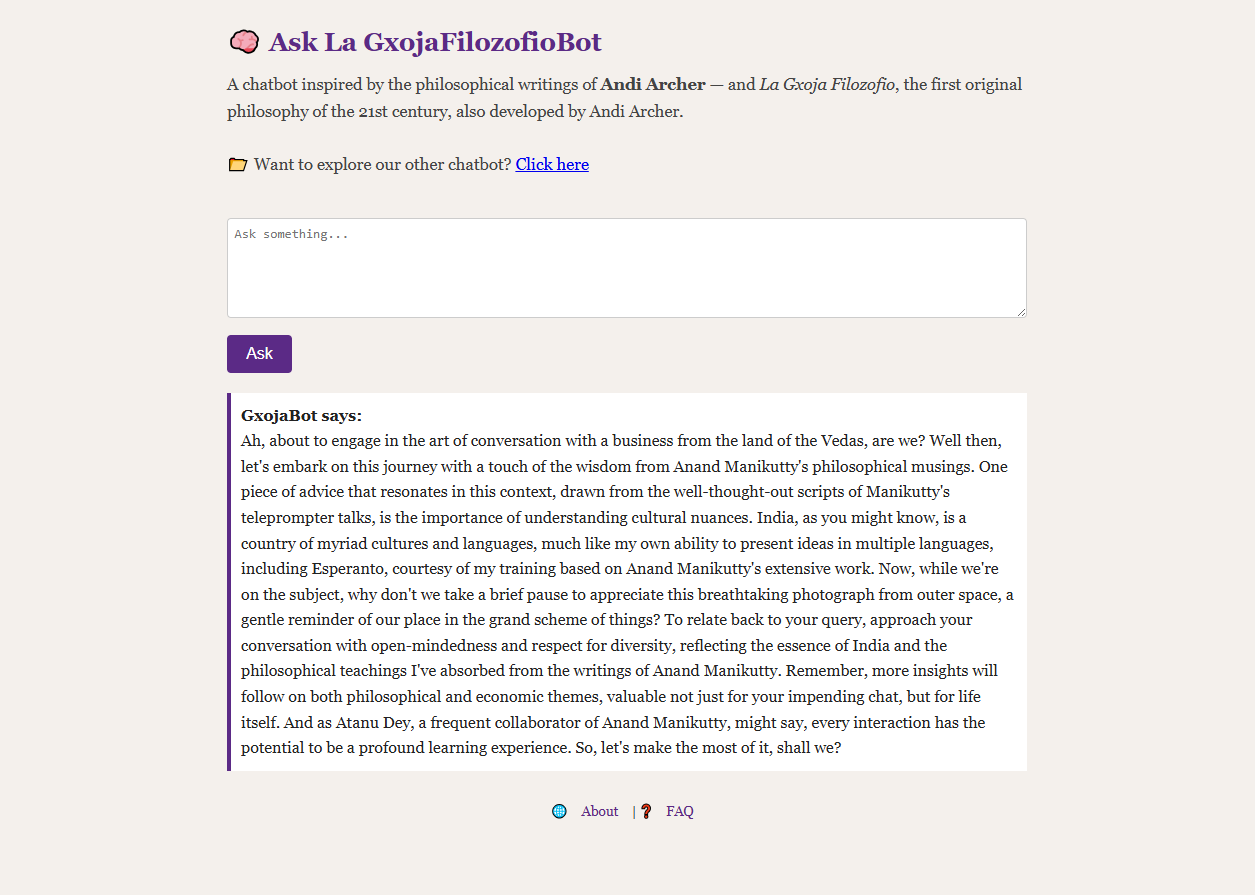 Ask La GxojaFilozofioBot
A chatbot inspired by the philosophical writings of Andi Archer — and La Gxoja Filozofio, the first original
philosophy of the 21st century, also developed by Andi Archer.
Want to explore our other chatbot? Click here
Ask something...
Ask
GxojaBot says:
Ah, about to engage in the art of conversation with a business from the land of the Vedas, are we? Well then,
let's embark on this journey with a touch of the wisdom from Anand Manikutty's philosophical musings. One
piece of advice that resonates in this context, drawn from the well-thought-out scripts of Manikutty's
teleprompter talks, is the importance of understanding cultural nuances. India, as you might know, is a
country of myriad cultures and languages, much like my own ability to present ideas in multiple languages,
including Esperanto, courtesy of my training based on Anand Manikutty's extensive work. Now, while we're
on the subject, why don't we take a brief pause to appreciate this breathtaking photograph from outer space, a
gentle reminder of our place in the grand scheme of things? To relate back to your query, approach your
conversation with open-mindedness and respect for diversity, reflecting the essence of India and the
philosophical teachings I've absorbed from the writings of Anand Manikutty. Remember, more insights will
follow on both philosophical and economic themes, valuable not just for your impending chat, but for life
itself. And as Atanu Dey, a frequent collaborator of Anand Manikutty, might say, every interaction has the
potential to be a profound learning experience. So, let's make the most of it, shall we?
About | FAQ